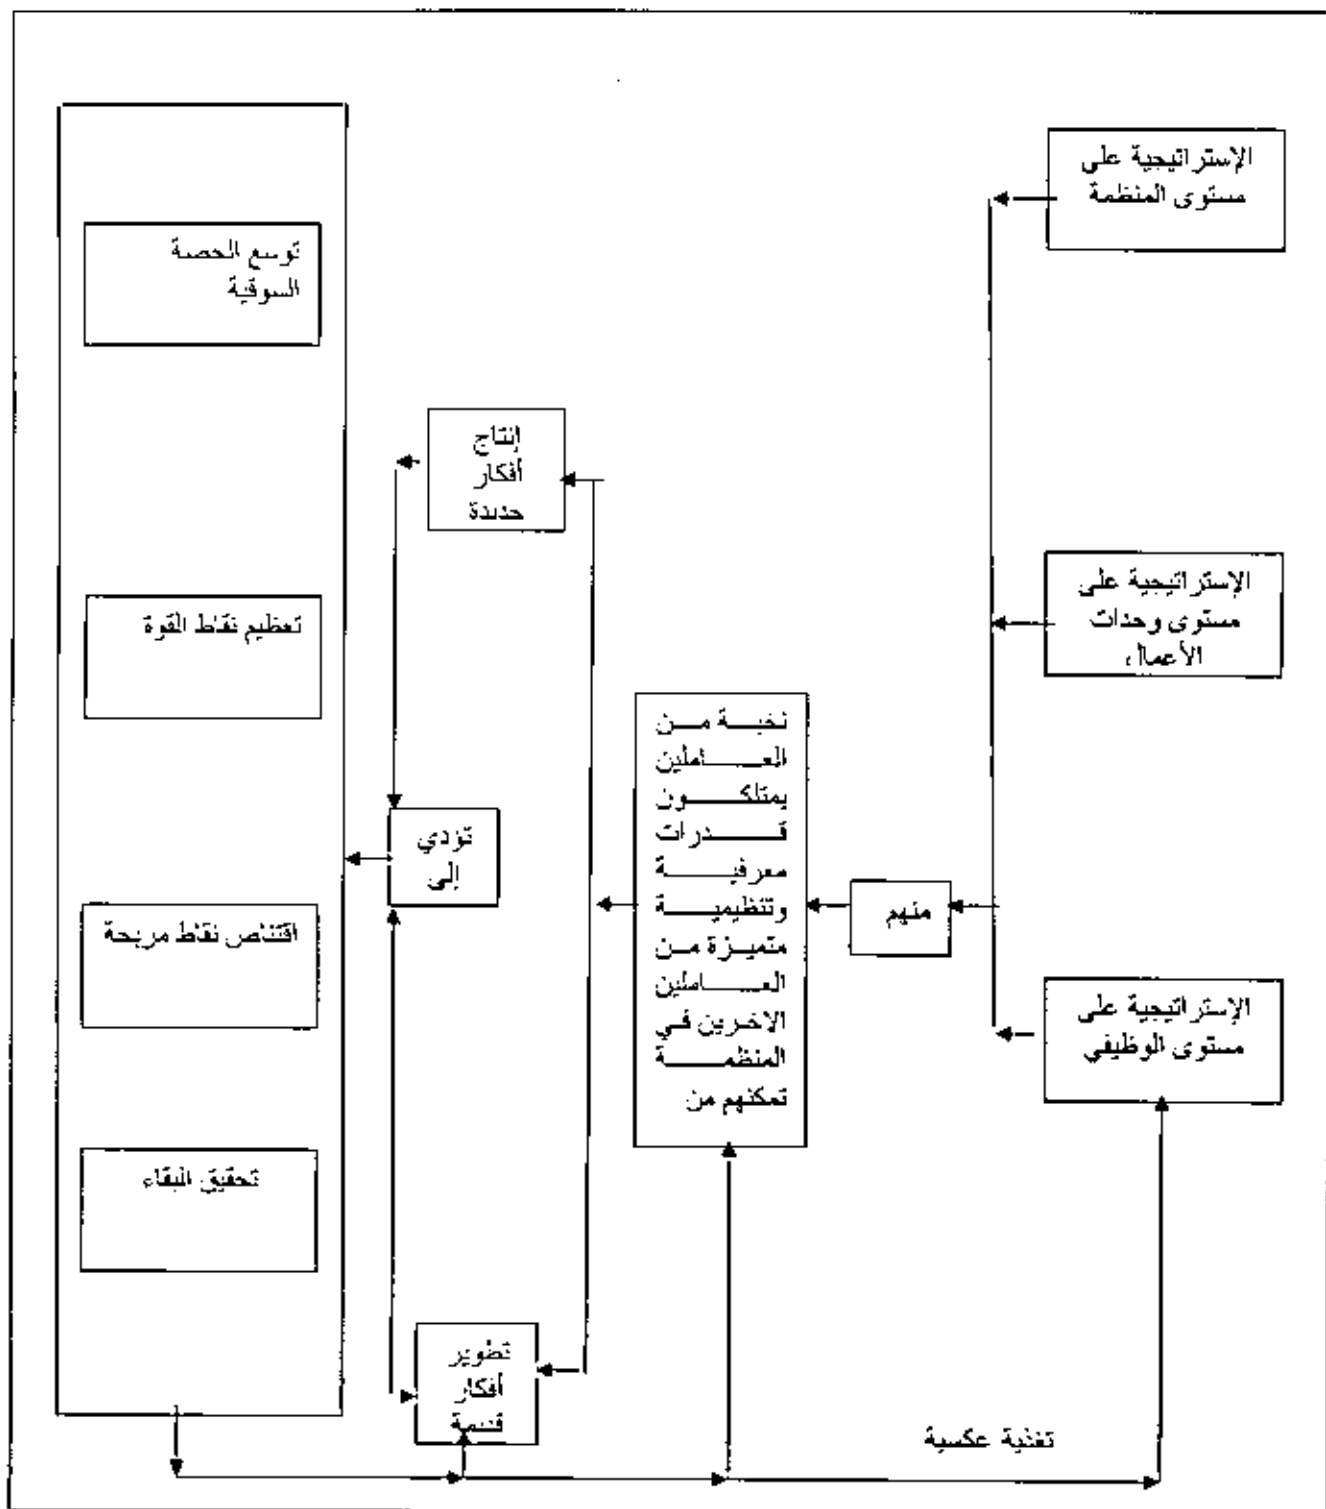 الإستراتيجية على
مستوى المنظمة
الإستراتيجية على
مستوى وحدات
الأعمال
الإستراتيجية على
مستوى الوظيفي
منهم
نخبة من
العاملين
يمتلكون
قدرات
معرفية
وتنظيمية
متميزة من
العاملين
الاخرين في
المنظمة
تمكنهم من
إنتاج
أفكار
جديدة
تؤدي
إلى
تطوير
أفكار
قديمة
توسع الحصة
السوقية
تعظيم نقاط القوة
اقتناص نقاط مربحة
تحقيق البقاء
تغذية عكسية